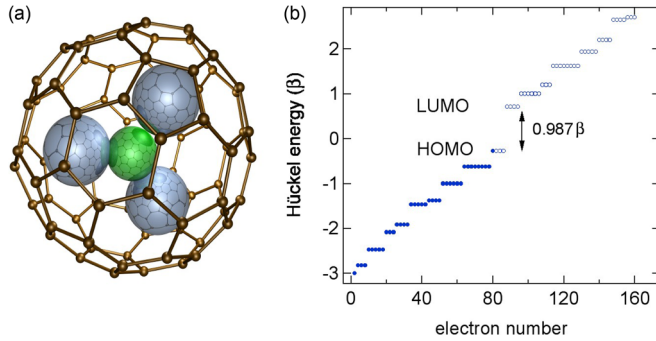 (a)
(b)
Hückel energy (β)
2
1
0
-1
-2
-3
LUMO
HOMO
0.987β
0 40 80 120 160
electron number